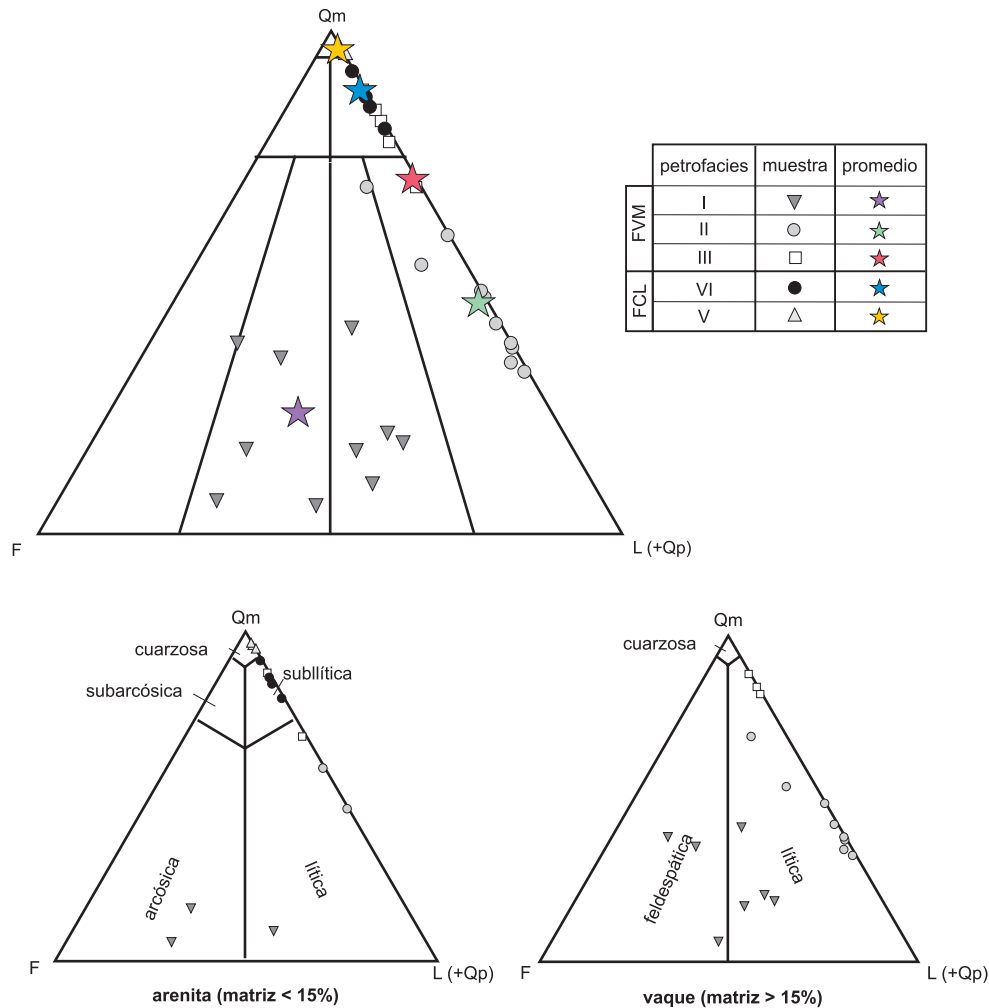 Qm
F
L (+Qp)
petrofacies muestra promedio
FVM
I
II
III
FCL
VI
V
Qm
cuarzosa
subllítica
subarcósica
arcósica
lítica
F
L (+Qp)
arenita (matriz < 15%)
Qm
cuarzosa
feldespática
lítica
F
L (+Qp)
vaque (matriz > 15%)